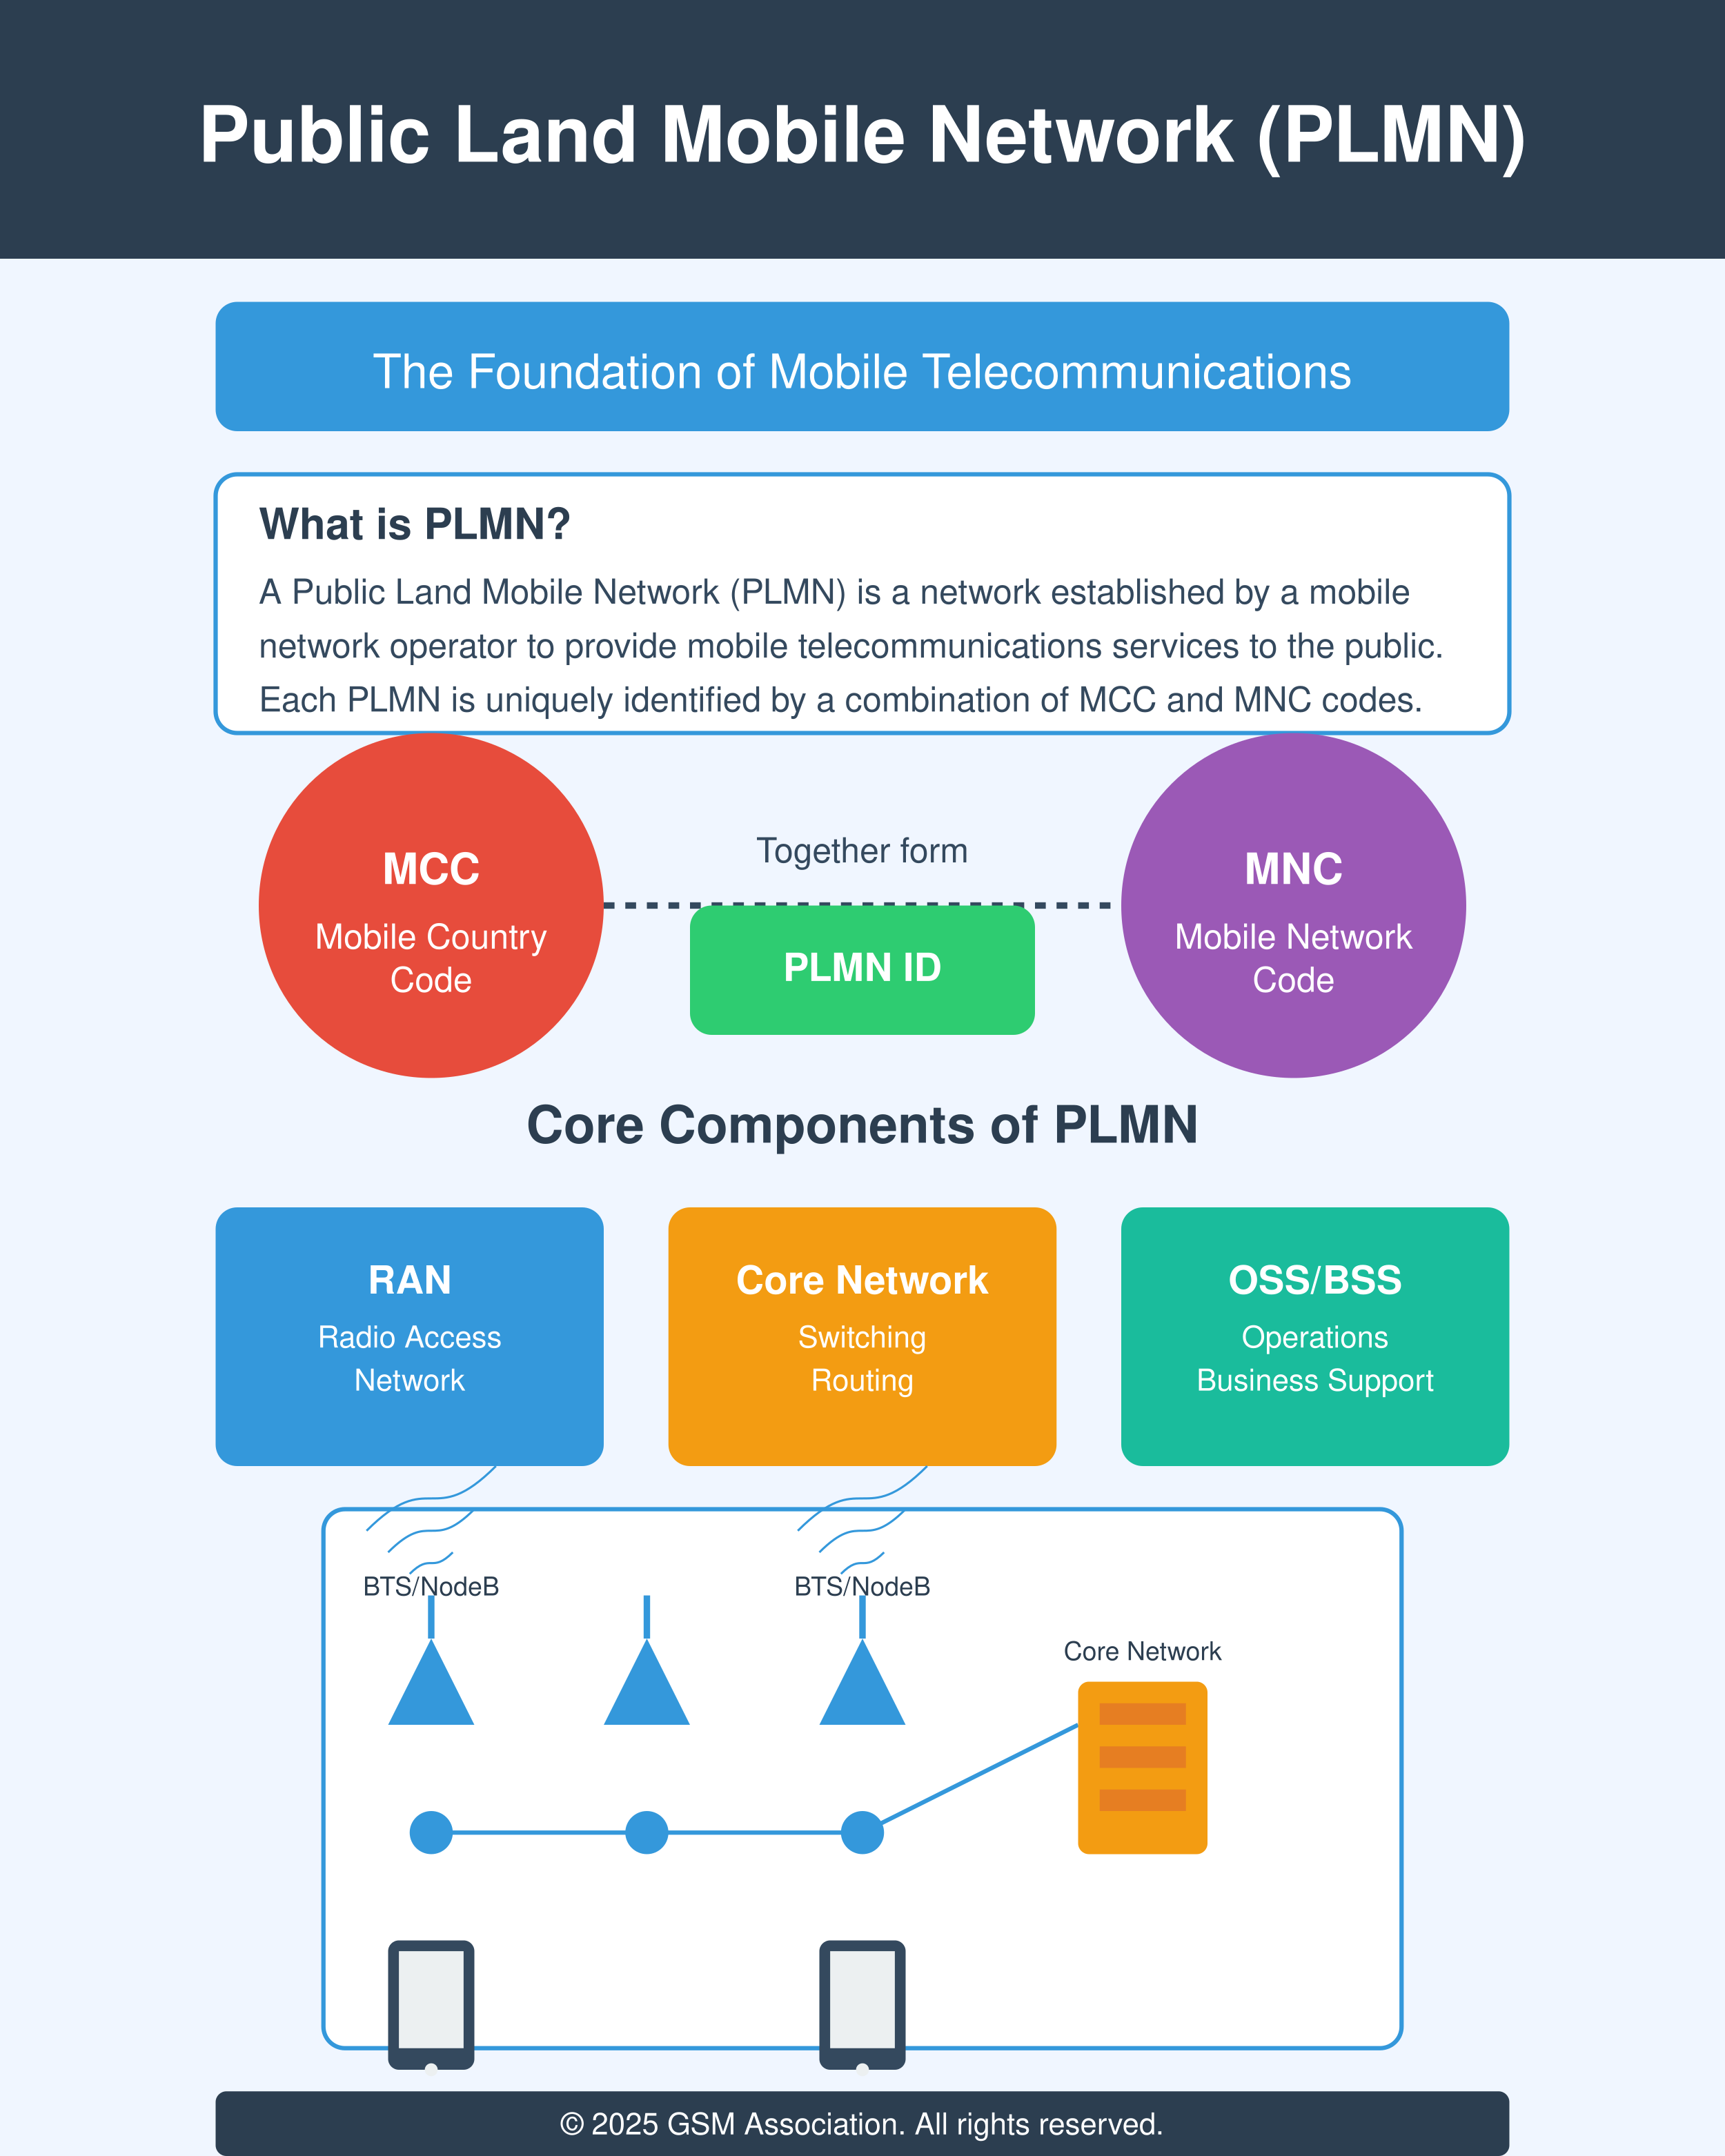 Public Land Mobile Network (PLMN)
The Foundation of Mobile Telecommunications
What is PLMN?
A Public Land Mobile Network (PLMN) is a network established by a mobile
network operator to provide mobile telecommunications services to the public.
Each PLMN is uniquely identified by a combination of MCC and MNC codes.
MCC
Mobile Country
Code
Together form
PLMN ID
MNC
Mobile Network
Code
Core Components of PLMN
RAN
Radio Access
Network
Core Network
Switching
Routing
OSS/BSS
Operations
Business Support
BTS/NodeB
BTS/NodeB
Core Network
© 2025 GSM Association. All rights reserved.